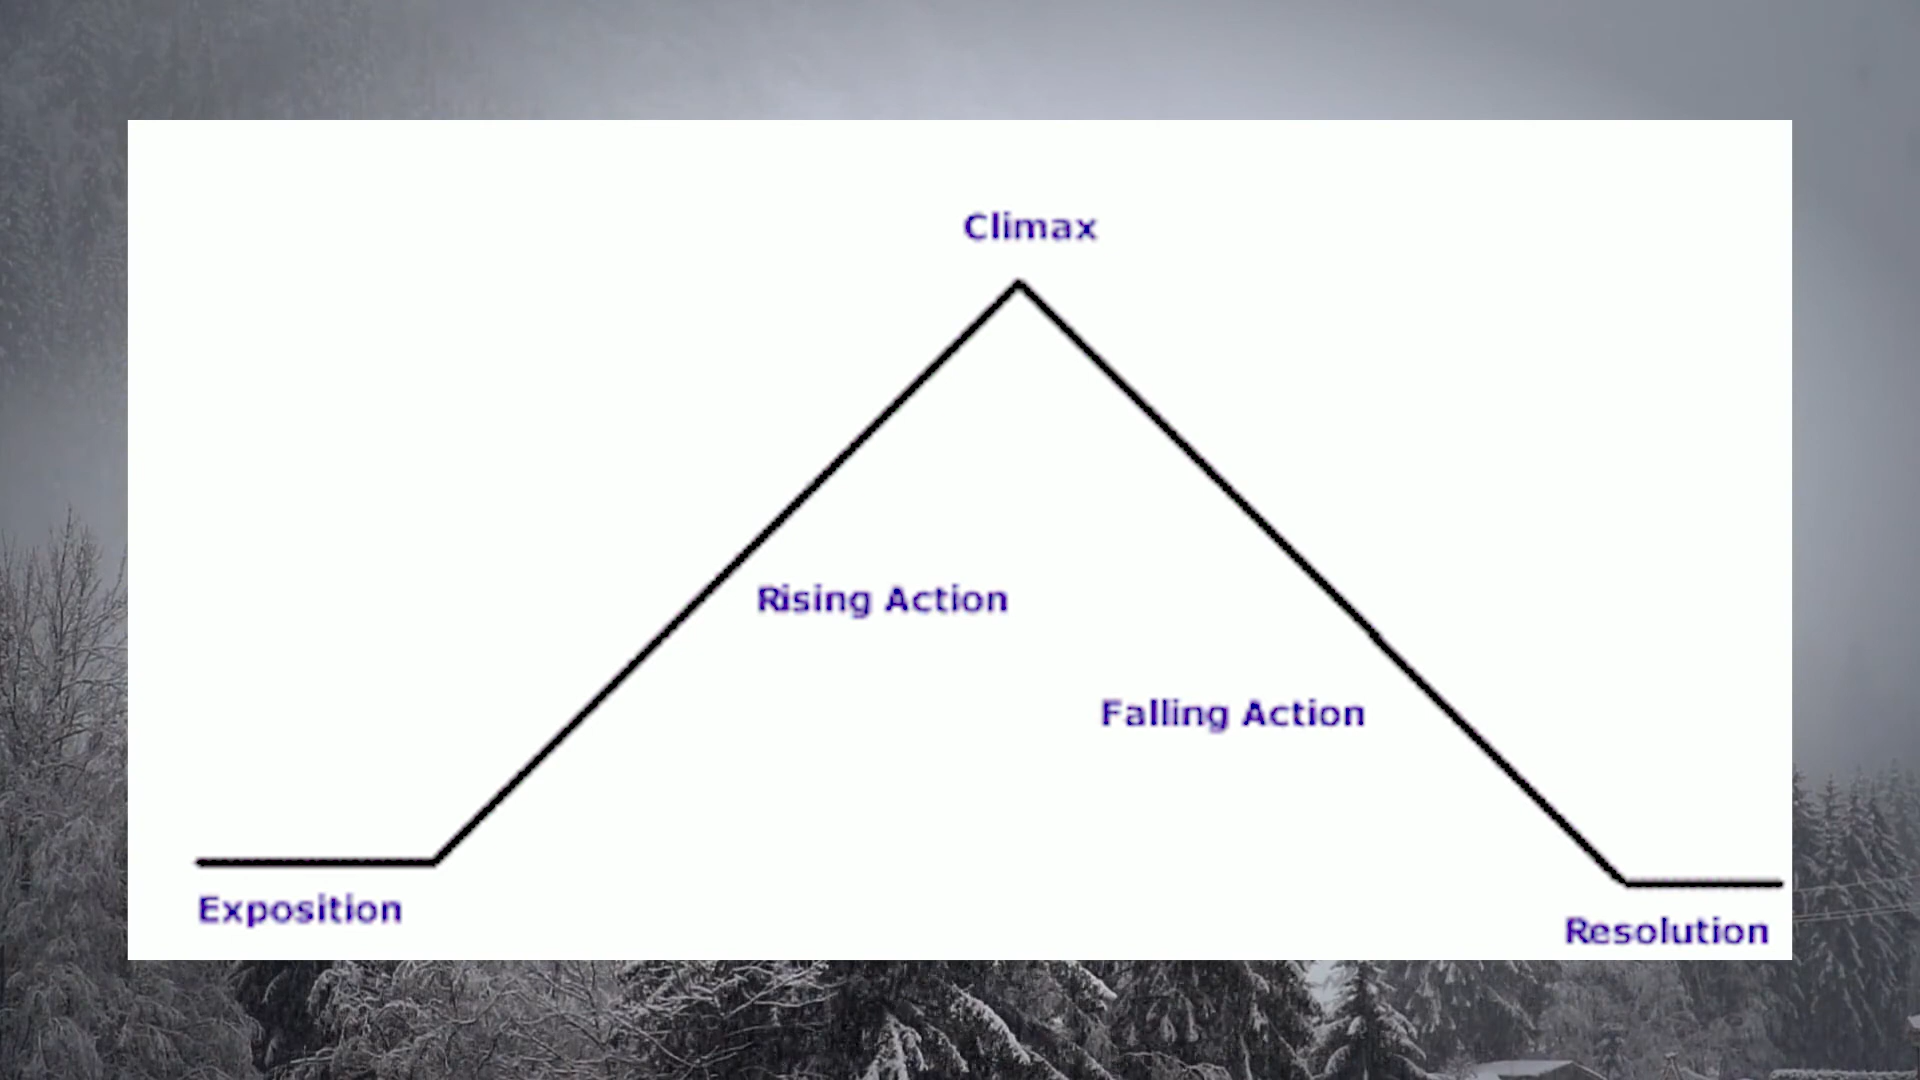 Climax
Rising Action
Falling Action
Exposition
Resolution